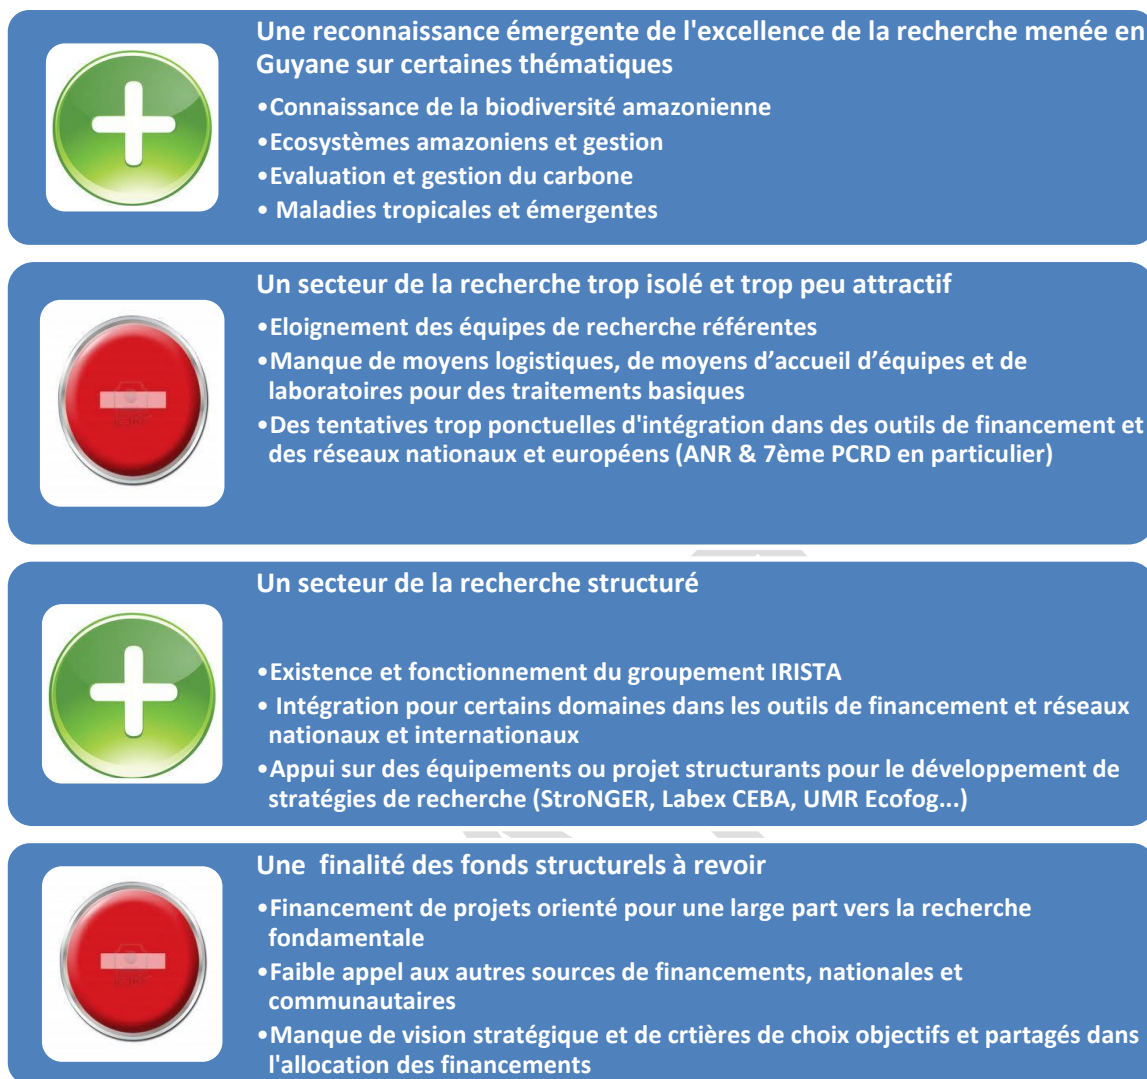 Une reconnaissance émergente de l'excellence de la recherche menée en
Guyane sur certaines thématiques
•Connaissance de la biodiversité amazonienne
•Ecosystèmes amazoniens et gestion
•Evaluation et gestion du carbone
• Maladies tropicales et émergentes
Un secteur de la recherche trop isolé et trop peu attractif
•Eloignement des équipes de recherche référentes
•Manque de moyens logistiques, de moyens d’accueil d’équipes et de
laboratoires pour des traitements basiques
•Des tentatives trop ponctuelles d'intégration dans des outils de financement et
des réseaux nationaux et européens (ANR & 7ème PCRD en particulier)
Un secteur de la recherche structuré
•Existence et fonctionnement du groupement IRISTA
• Intégration pour certains domaines dans les outils de financement et réseaux
nationaux et internationaux
•Appui sur des équipements ou projet structurants pour le développement de
stratégies de recherche (StroNGER, Labex CEBA, UMR Ecofog...)
Une  finalité des fonds structurels à revoir
•Financement de projets orienté pour une large part vers la recherche
fondamentale
•Faible appel aux autres sources de financements, nationales et
communautaires
•Manque de vision stratégique et de crtières de choix objectifs et partagés dans
l'allocation des financements